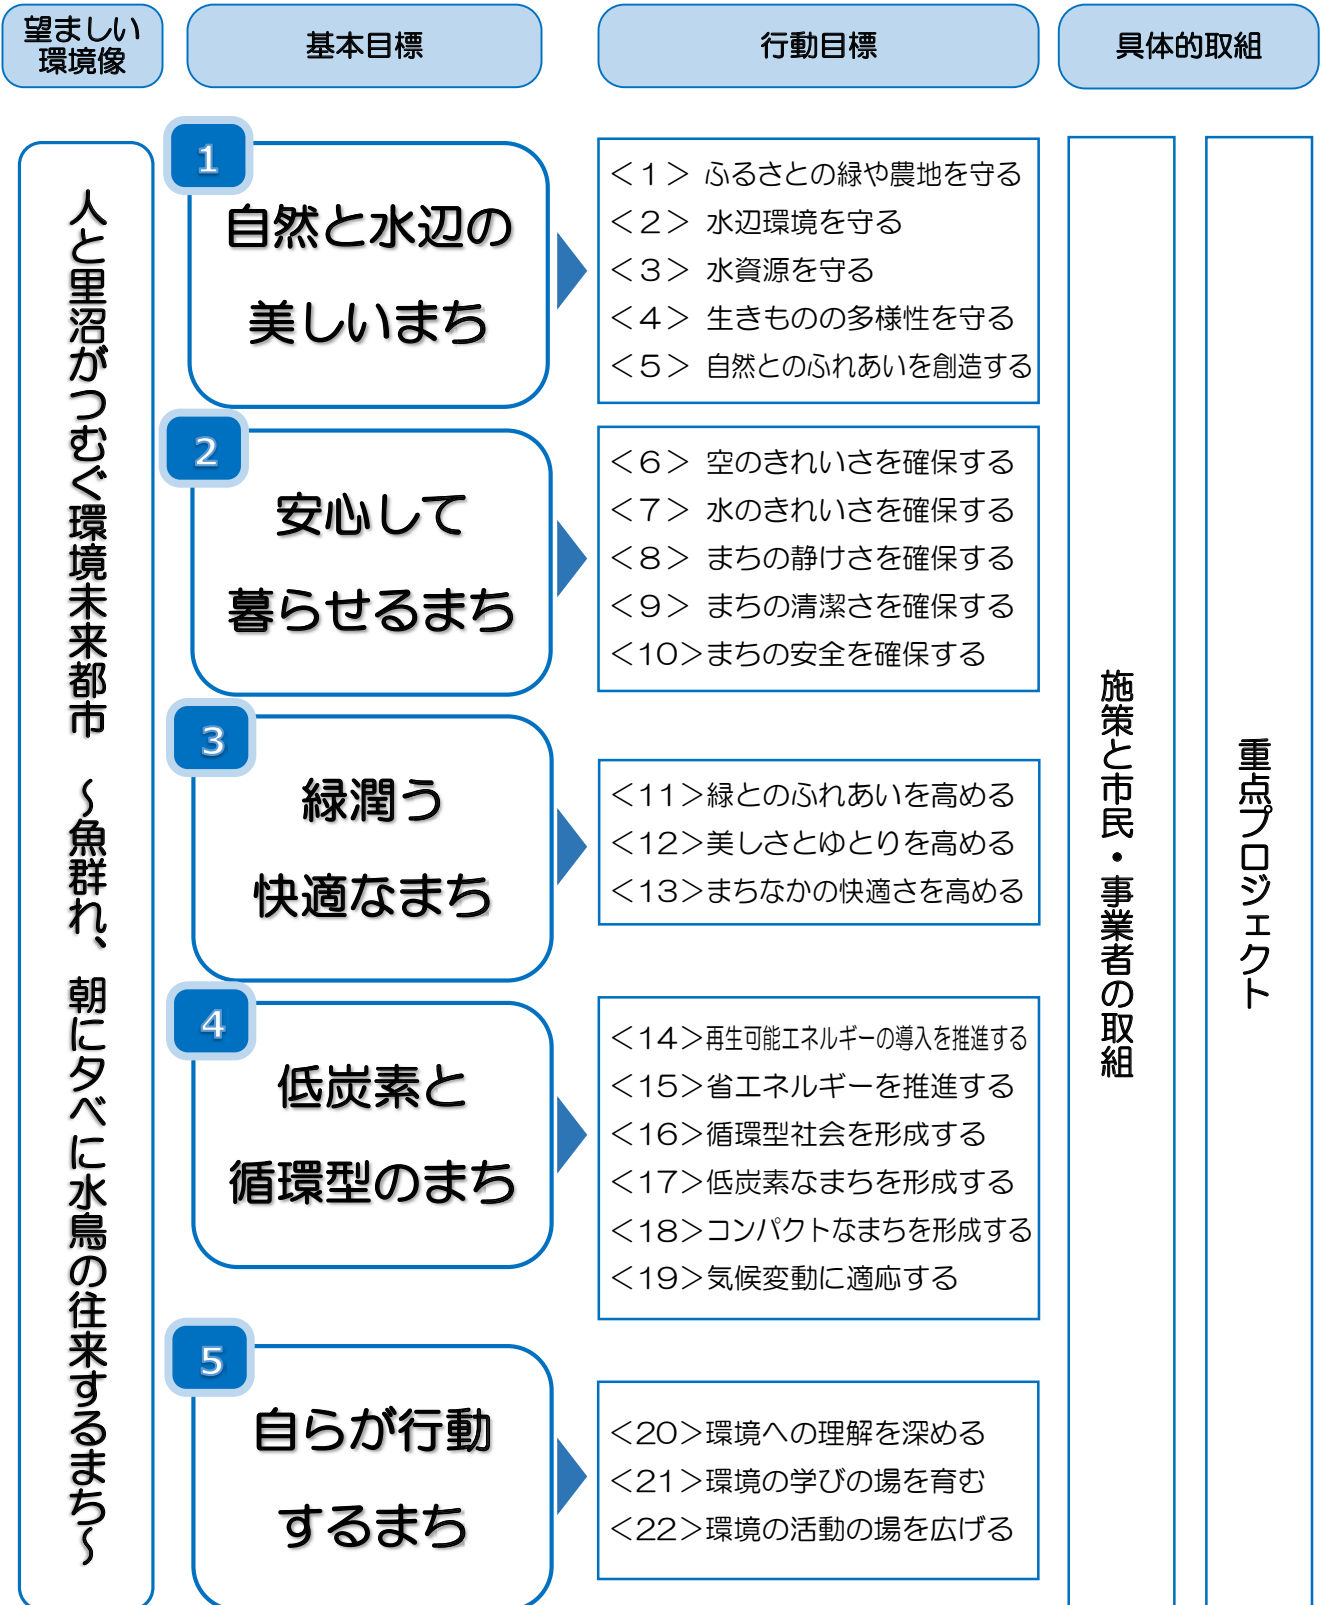 望ましい
環境像
基本目標
行動目標
具体的取組
人と里沼がつむぐ環境未来都市　～魚群れ、朝に夕べに水鳥の往来するまち～
1
自然と水辺の
美しいまち
＜１＞ ふるさとの緑や農地を守る
＜２＞ 水辺環境を守る
＜３＞ 水資源を守る
＜４＞ 生きものの多様性を守る
＜５＞ 自然とのふれあいを創造する
2
安心して
暮らせるまち
＜６＞ 空のきれいさを確保する
＜７＞ 水のきれいさを確保する
＜８＞ まちの静けさを確保する
＜９＞ まちの清潔さを確保する
＜10＞まちの安全を確保する
3
緑潤う
快適なまち
＜11＞緑とのふれあいを高める
＜12＞美しさとゆとりを高める
＜13＞まちなかの快適さを高める
4
低炭素と
循環型のまち
＜14＞再生可能エネルギーの導入を推進する
＜15＞省エネルギーを推進する
＜16＞循環型社会を形成する
＜17＞低炭素なまちを形成する
＜18＞コンパクトなまちを形成する
＜19＞気候変動に適応する
5
自らが行動
するまち
＜20＞環境への理解を深める
＜21＞環境の学びの場を育む
＜22＞環境の活動の場を広げる
施策と市民・事業者の取組
重点プロジェクト